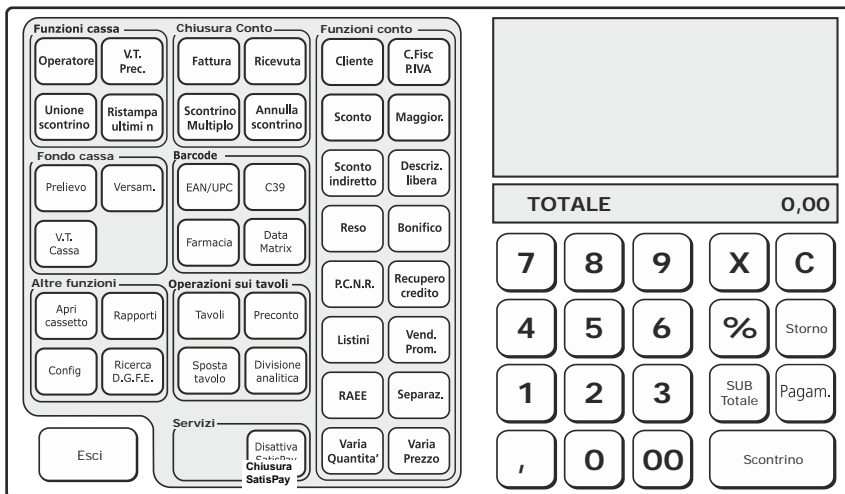 Funzioni cassa
Operatore
V.T.
Prec.
Unione
scontrino
Ristampa
ultimi n
Chiusura Conto
Fattura
Ricevuta
Scontrino
Multiplo
Annulla
scontrino
Funzioni conto
Cliente
C.Fisc
P.IVA
Sconto
Maggior.
Sconto
indiretto
Descriz.
libera
Reso
Bonifico
P.C.N.R.
Recupero
credito
Listini
Vend.
Prom.
RAEE
Separaz.
Varia
Quantita'
Varia
Prezzo
Fondo cassa
Prelievo
Versam.
V.T.
Cassa
Barcode
EAN/UPC
C39
Farmacia
Data
Matrix
Altre funzioni
Apri
cassetto
Rapporti
Config
Ricerca
D.G.F.E.
Operazioni sui tavoli
Tavoli
Preconto
Sposta
tavolo
Divisione
analitica
Servizi
Disattiva
SatisPay
Chiusura
SatisPay
Esci
TOTALE 0,00
7 8 9 X C
4 5 6 % Storno
1 2 3 SUB
Totale Pagam.
, 0 00 Scontrino